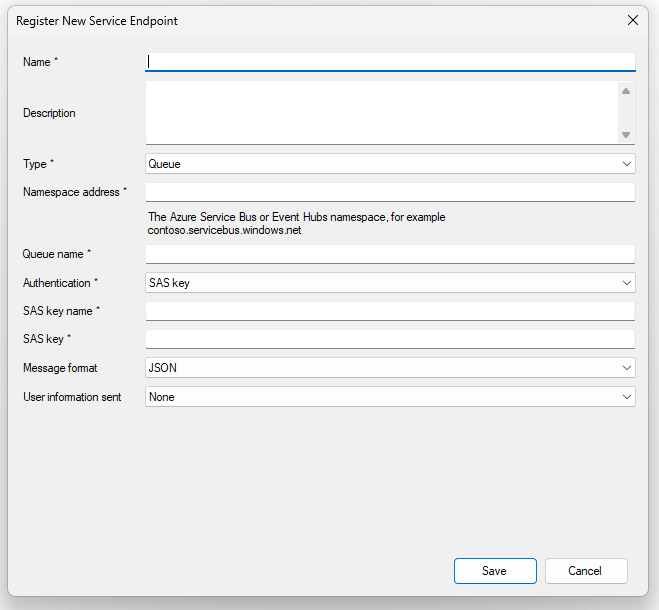 Register New Service Endpoint
Name *
Description
Type *
Queue
Namespace address *
The Azure Service Bus or Event Hubs namespace, for example
contoso.servicebus.windows.net
Queue name *
Authentication *
SAS key
SAS key name *
SAS key *
Message format
JSON
User information sent
None
Save
Cancel